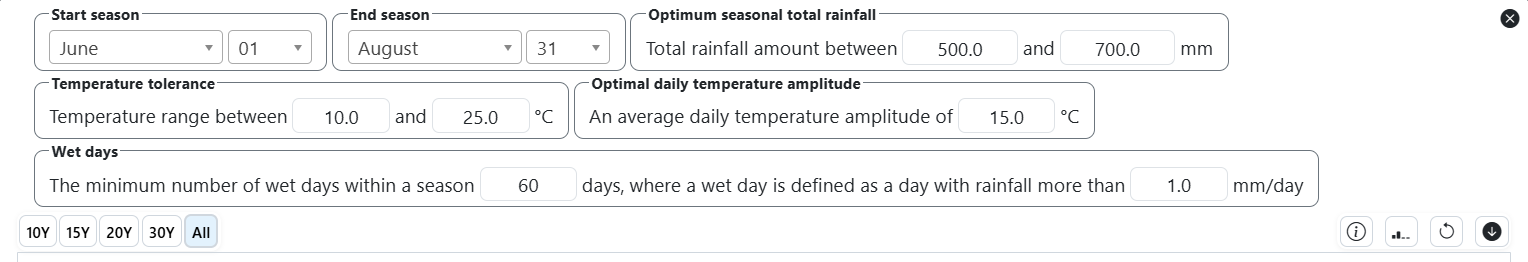 Start season End season Optimum seasonal total rainfall
June 01 August 31 Total rainfall amount between 500.0 and 700.0 mm
Temperature tolerance Optimal daily temperature amplitude
Temperature range between 10.0 and 25.0 °C An average daily temperature amplitude of 15.0 °C
Wet days
The minimum number of wet days within a season 60 days, where a wet day is defined as a day with rainfall more than 1.0 mm/day
10Y 15Y 20Y 30Y All